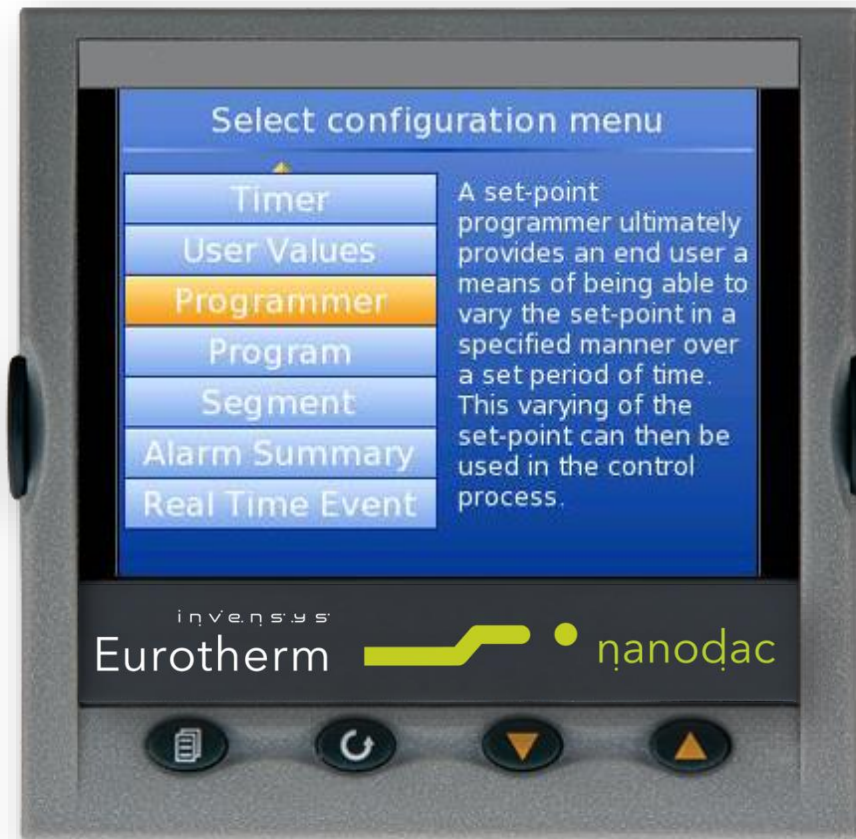 Select configuration menu
Timer
User Values
Programmer
Program
Segment
Alarm Summary
Real Time Event
A set-point
programmer ultimately
provides an end user a
means of being able to
vary the set-point in a
specified manner over
a set period of time.
This varying of the
set-point can then be
used in the control
process.
invensys
Eurotherm
nanodac